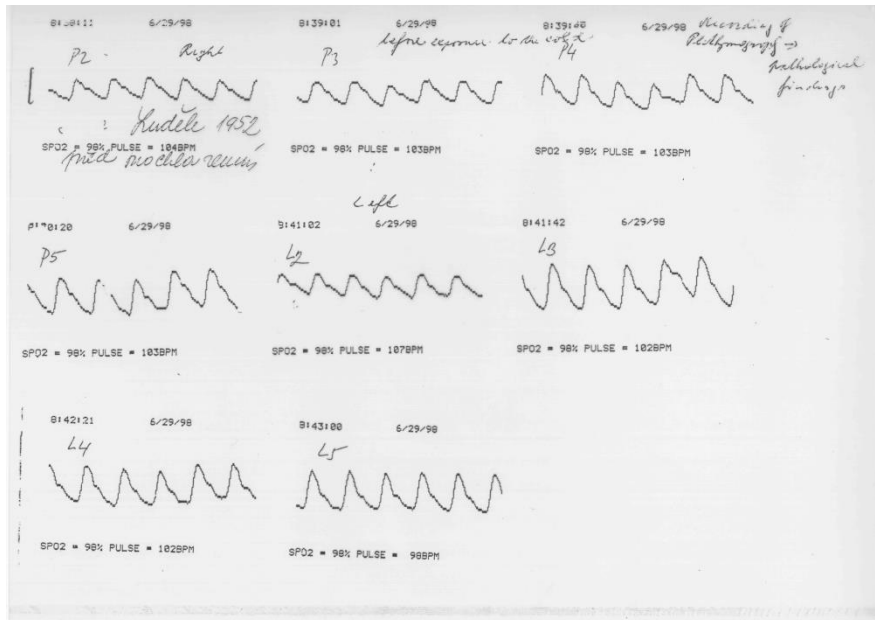 6/29/98
8:39:01 6/29/98
8:39:40 6/29/98 Recording of
Plethymograph →
pathological
findings
before exposure to the cold
P2 - Right
P3
P4
1952
před
SPO2 = 98% PULSE = 104BPM
SPO2 = 98% PULSE = 103BPM
SPO2 = 98% PULSE = 103BPM
Left
6/29/98
8:41:02 6/29/98
8:41:42 6/29/98
P5
L2
L3
SPO2 = 98% PULSE = 103BPM
SPO2 = 98% PULSE = 107BPM
SPO2 = 98% PULSE = 102BPM
8:42:21 6/29/98
8:43:00 6/29/98
L4
L5
SPO2 = 98% PULSE = 102BPM
SPO2 = 98% PULSE = 98BPM